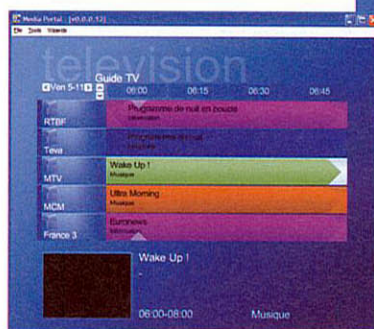 Media Portal - [v0.0.0.12]
File Tools Wizards
television
Guide TV
Ven 5-11 06:00 06:15 06:30 06:45
RTBF Programme de nuit en boucle
Teva Programme de nuit
MTV Wake Up !
Musique
MCM Ultra Morning
Musique
France 3 Euronews
Information
Wake Up !
-
06:00-08:00 Musique